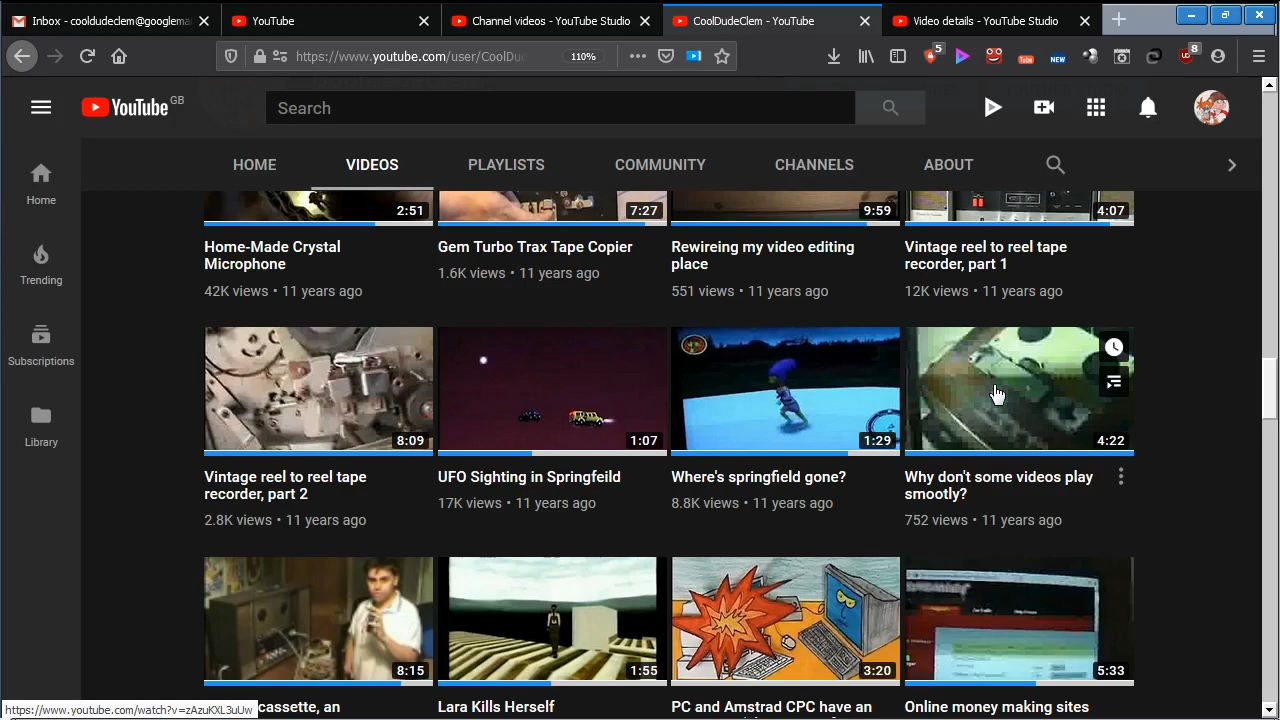 Inbox - cooldudeclem@googlemai
YouTube
Channel videos - YouTube Studio
CoolDudeClem - YouTube
Video details - YouTube Studio
https://www.youtube.com/user/CoolDu
110%
5
Tube
NEW
8
YouTube GB
Search
HOME
VIDEOS
PLAYLISTS
COMMUNITY
CHANNELS
ABOUT
Home
Trending
Subscriptions
Library
2:51
7:27
9:59
4:07
Home-Made Crystal
Microphone
42K views • 11 years ago
Gem Turbo Trax Tape Copier
1.6K views • 11 years ago
Rewireing my video editing
place
551 views • 11 years ago
Vintage reel to reel tape
recorder, part 1
12K views • 11 years ago
8:09
1:07
1:29
4:22
Vintage reel to reel tape
recorder, part 2
2.8K views • 11 years ago
UFO Sighting in Springfeild
17K views • 11 years ago
Where's springfield gone?
8.8K views • 11 years ago
Why don't some videos play
smootly?
752 views • 11 years ago
8:15
1:55
3:20
5:33
cassette, an
Lara Kills Herself
PC and Amstrad CPC have an
Online money making sites
https://www.youtube.com/watch?v=zAzuKXL3uUw